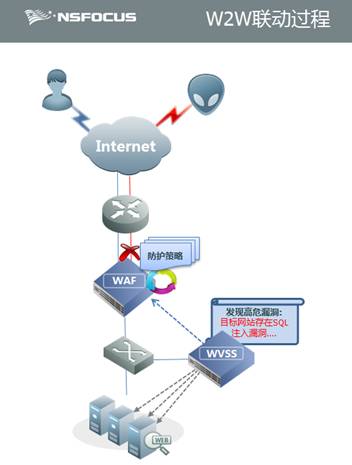 NSFOCUS
W2W联动过程
Internet
防护策略
WAF
发现高危漏洞:
目标网站存在SQL
注入漏洞....
WVSS
WEB